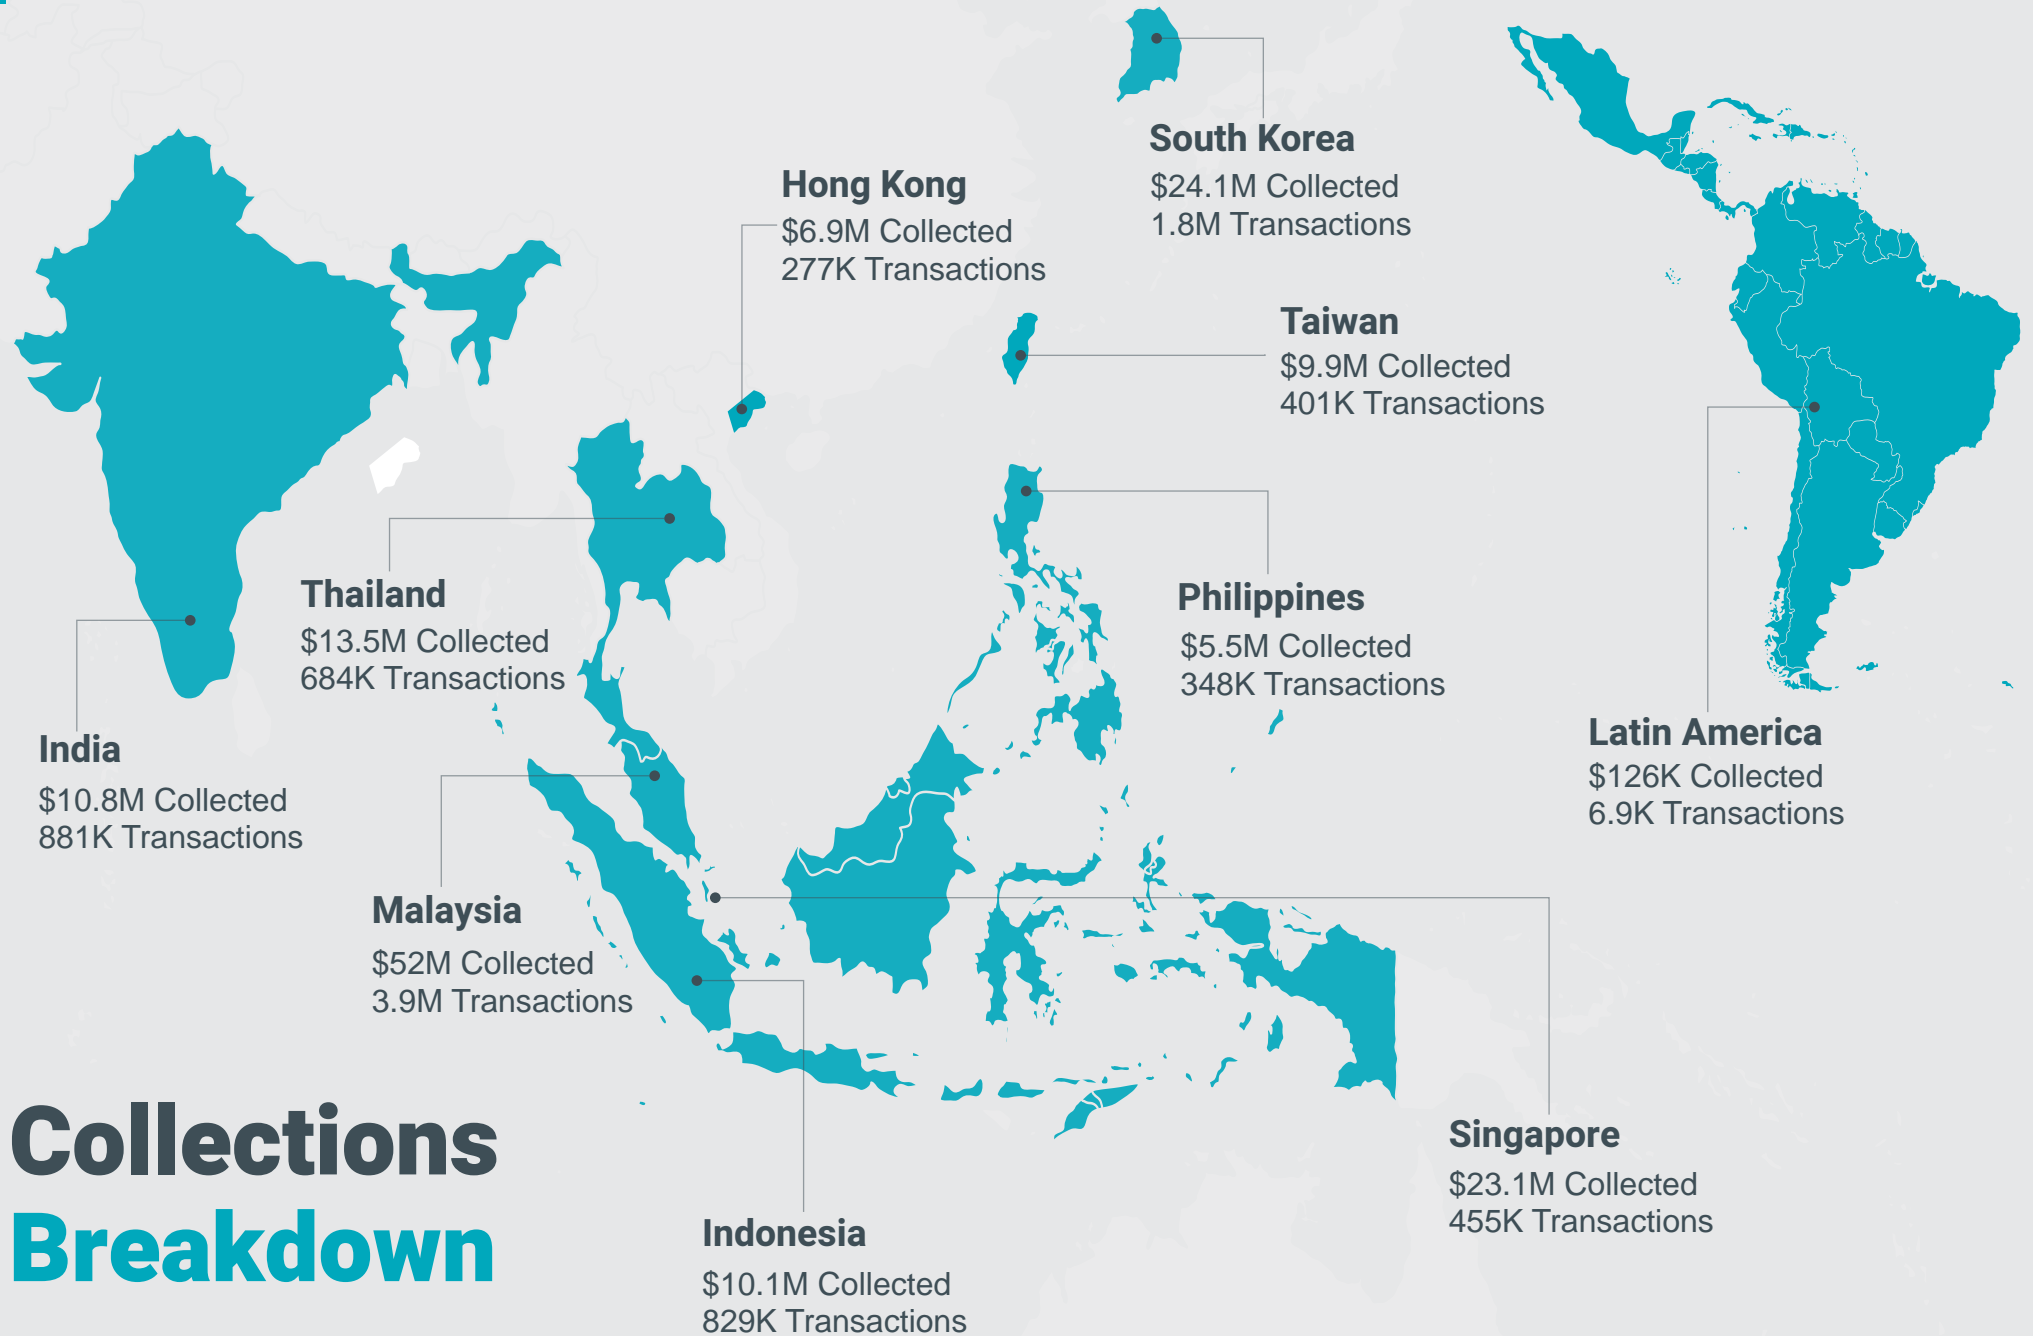 South Korea
$24.1M Collected
1.8M Transactions
Hong Kong
$6.9M Collected
277K Transactions
Taiwan
$9.9M Collected
401K Transactions
Thailand
$13.5M Collected
684K Transactions
Philippines
$5.5M Collected
348K Transactions
India
$10.8M Collected
881K Transactions
Latin America
$126K Collected
6.9K Transactions
Malaysia
$52M Collected
3.9M Transactions
Singapore
$23.1M Collected
455K Transactions
Indonesia
$10.1M Collected
829K Transactions
Collections
Breakdown